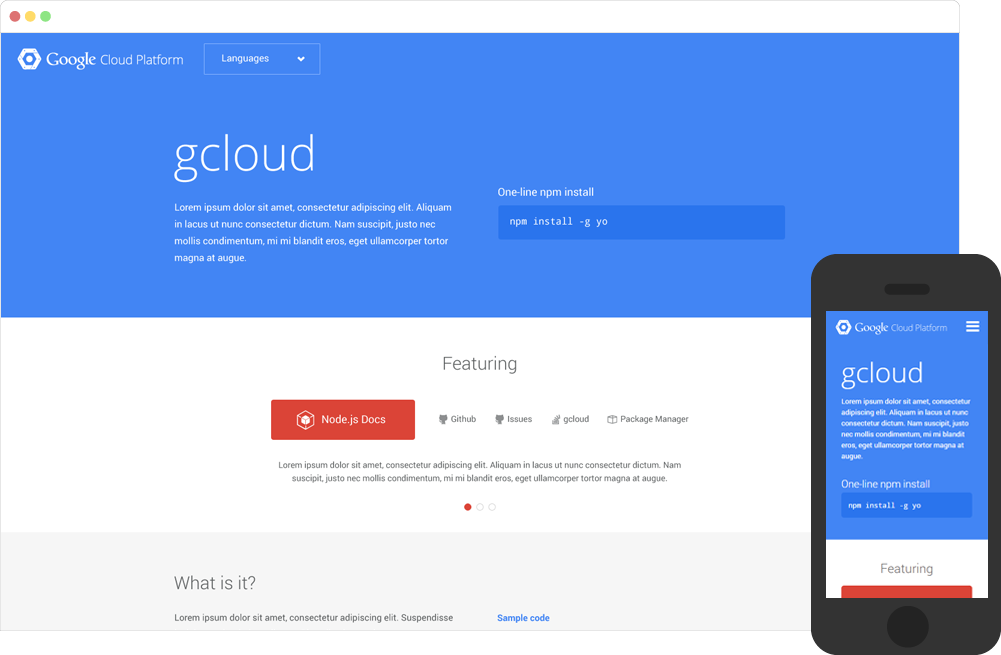 Google Cloud Platform
Languages
gcloud
Lorem ipsum dolor sit amet, consectetur adipiscing elit. Aliquam
in lacus ut nunc consectetur dictum. Nam suscipit, justo nec
mollis condimentum, mi mi blandit eros, eget ullamcorper tortor
magna at augue.
One-line npm install
npm install -g yo
Featuring
Node.js Docs
Github
Issues
gcloud
Package Manager
Lorem ipsum dolor sit amet, consectetur adipiscing elit. Aliquam in lacus ut nunc consectetur dictum. Nam
suscipit, justo nec mollis condimentum, mi mi blandit eros, eget ullamcorper tortor magna at augue.
What is it?
Lorem ipsum dolor sit amet, consectetur adipiscing elit. Suspendisse
Sample code
Google Cloud Platform
gcloud
Lorem ipsum dolor sit amet, consectetur
adipiscing elit. Aliquam in lacus ut nunc
consectetur dictum. Nam suscipit, justo
nec mollis condimentum, mi mi blandit
eros, eget ullamcorper tortor magna at
augue.
One-line npm install
npm install -g yo
Featuring